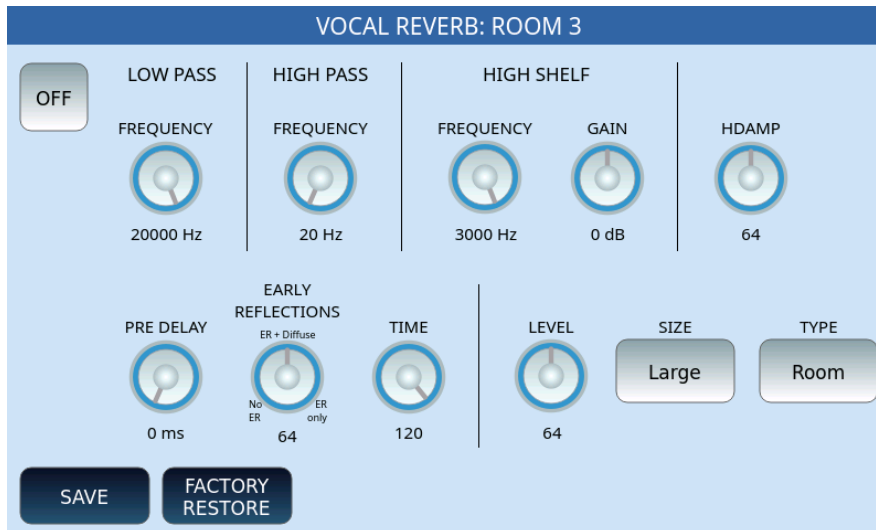 VOCAL REVERB: ROOM 3
OFF
LOW PASS
HIGH PASS
HIGH SHELF
FREQUENCY
FREQUENCY
FREQUENCY
GAIN
HDAMP
20000 Hz
20 Hz
3000 Hz
0 dB
64
EARLY
REFLECTIONS
PRE DELAY
ER + Diffuse
TIME
LEVEL
SIZE
TYPE
Large
Room
No
ER
ER
only
0 ms
64
120
64
SAVE
FACTORY
RESTORE